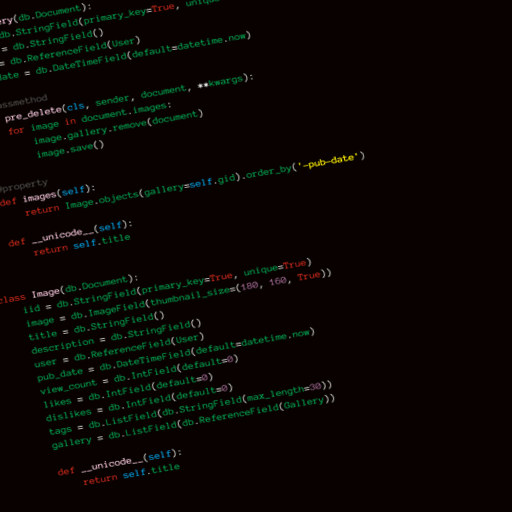 ery(db.Document):
db.StringField(primary_key=True, uniqu
= db.StringField()
= db.ReferenceField(User)
date = db.DateTimeField(default=datetime.now)
assmethod
pre_delete(cls, sender, document, **kwargs):
for image in document.images:
image.gallery.remove(document)
image.save()
@property
def images(self):
return Image.objects(gallery=self.gid).order_by('-pub-date')
def __unicode__(self):
return self.title
class Image(db.Document):
iid = db.StringField(primary_key=True, unique=True)
image = db.ImageField(thumbnail_size=(180, 160, True))
title = db.StringField()
description = db.StringField()
user = db.ReferenceField(User)
pub_date = db.DateTimeField(default=datetime.now)
view_count = db.IntField(default=0)
likes = db.IntField(default=0)
dislikes = db.IntField(default=0)
tags = db.ListField(db.StringField(max_length=30))
gallery = db.ListField(db.ReferenceField(Gallery))
def __unicode__(self):
return self.title